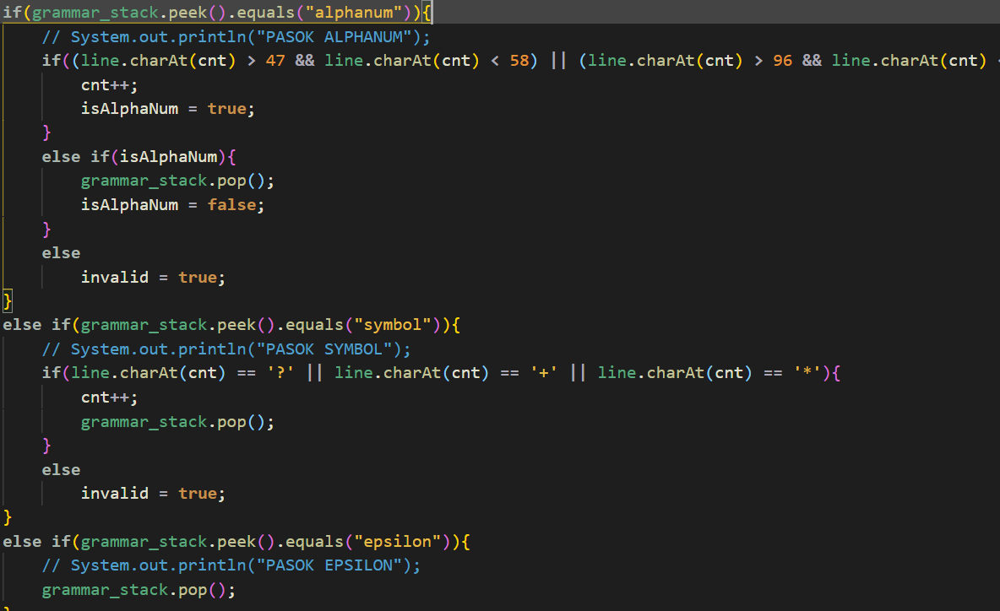 if(grammar_stack.peek().equals("alphanum")){
    // System.out.println("PASOK ALPHANUM");
    if((line.charAt(cnt) > 47 && line.charAt(cnt) < 58) || (line.charAt(cnt) > 96 && line.charAt(cnt) <
        cnt++;
        isAlphaNum = true;
    }
    else if(isAlphaNum){
        grammar_stack.pop();
        isAlphaNum = false;
    }
    else
        invalid = true;
}
else if(grammar_stack.peek().equals("symbol")){
    // System.out.println("PASOK SYMBOL");
    if(line.charAt(cnt) == '?' || line.charAt(cnt) == '+' || line.charAt(cnt) == '*'){
        cnt++;
        grammar_stack.pop();
    }
    else
        invalid = true;
}
else if(grammar_stack.peek().equals("epsilon")){
    // System.out.println("PASOK EPSILON");
    grammar_stack.pop();
}